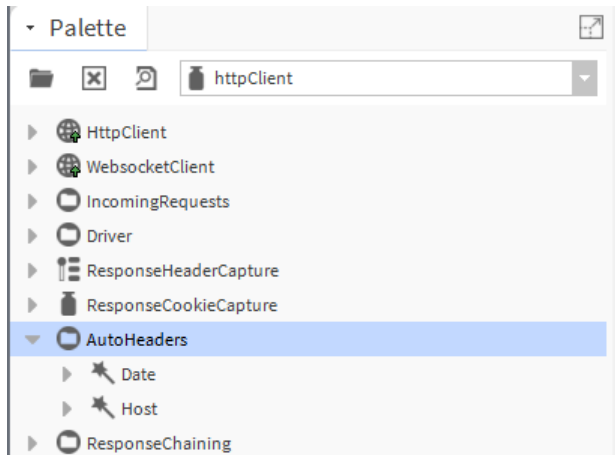 Palette
httpClient
HttpClient
WebsocketClient
IncomingRequests
Driver
ResponseHeaderCapture
ResponseCookieCapture
AutoHeaders
Date
Host
ResponseChaining